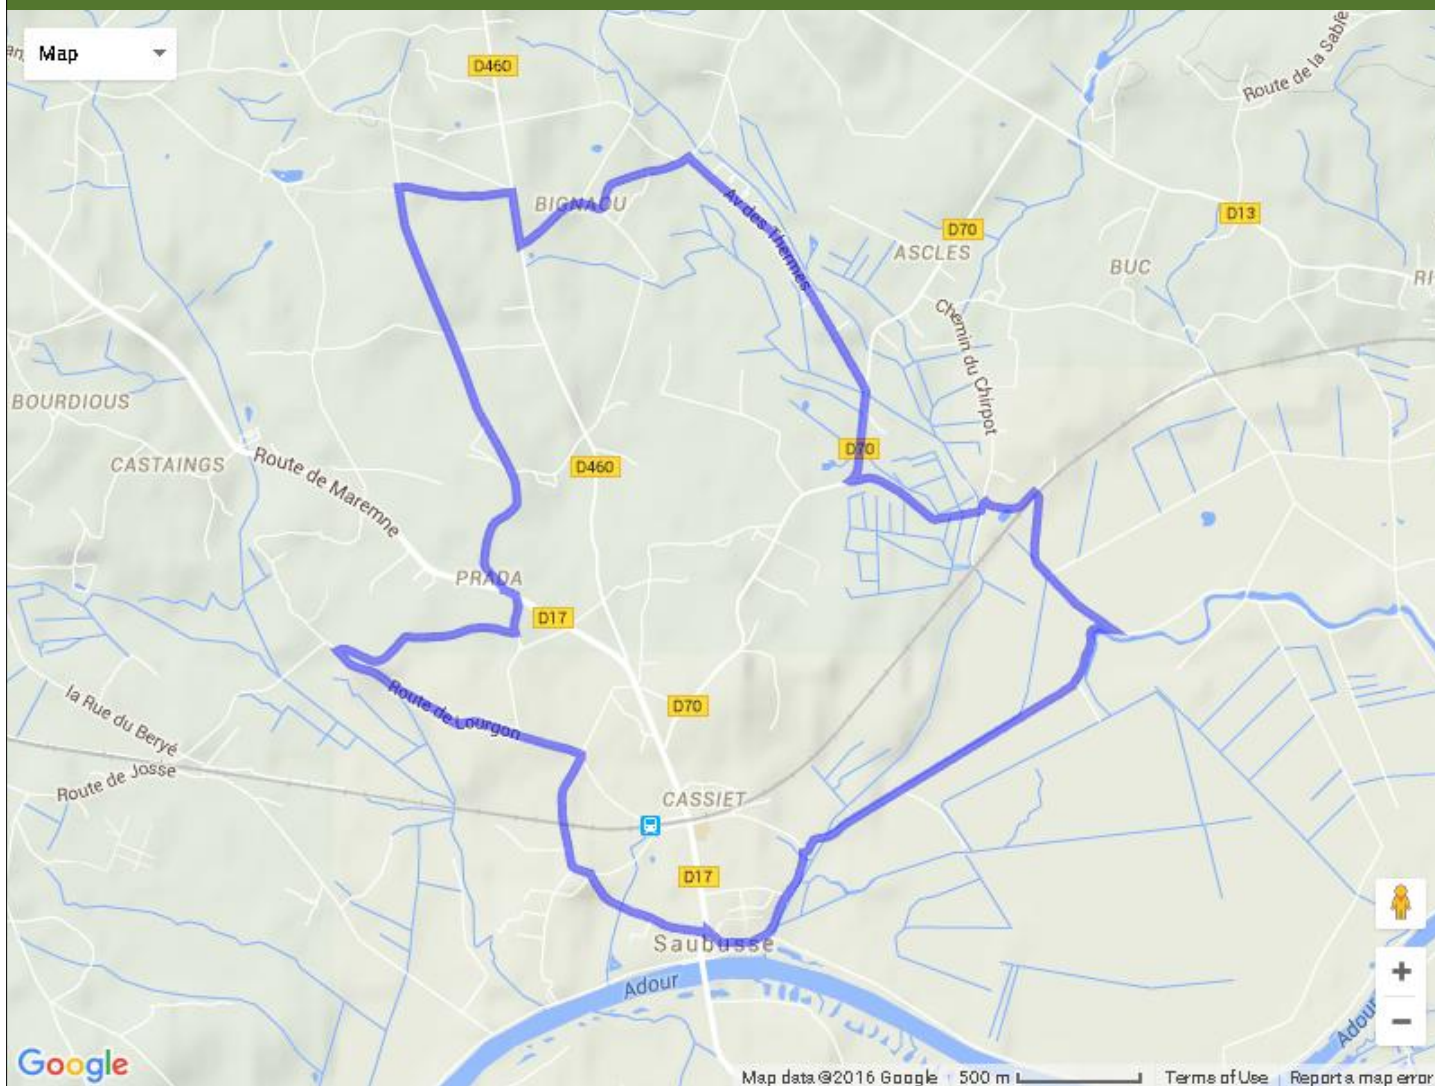 Map
an
D460
Route de la Sable
BIGNAOU
Av des Thermes
D13
D70
ASCLES
BUC
RI
Chemin du Chirpot
BOURDIOUS
CASTAINGS
Route de Maremne
D460
D70
PRADA
D17
la Rue du Beryé
Route de Lourgon
D70
Route de Josse
CASSIET
D17
Saubusse
Adour
Adour
+
−
Google
Map data ©2016 Google
500 m
Terms of Use
Report a map error